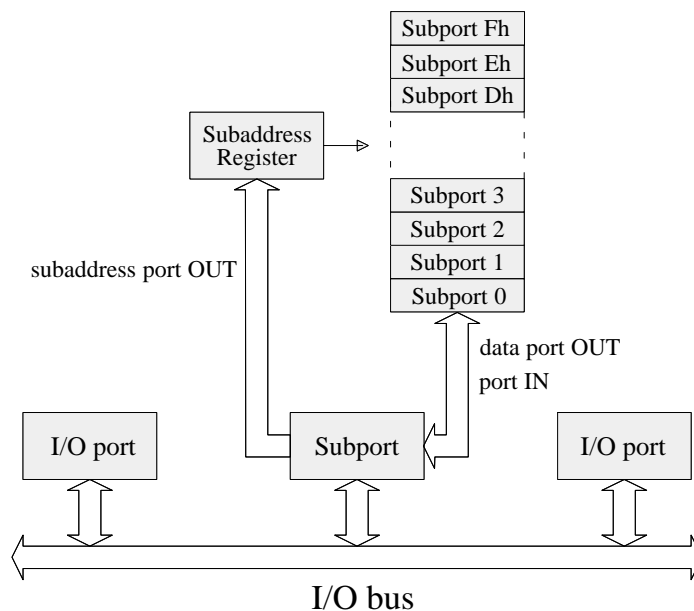 Subport Fh
Subport Eh
Subport Dh
Subaddress
Register
Subport 3
Subport 2
Subport 1
Subport 0
subaddress port OUT
data port OUT
port IN
I/O port
Subport
I/O port
I/O bus